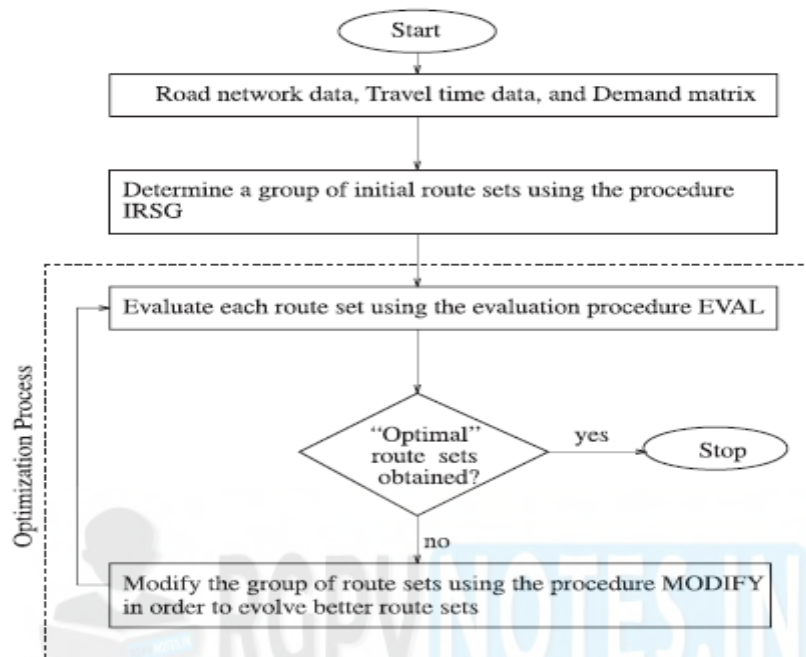 Start
Road network data, Travel time data, and Demand matrix
Determine a group of initial route sets using the procedure
IRSG
Evaluate each route set using the evaluation procedure EVAL
Optimization Process
"Optimal"
route sets
obtained?
yes
Stop
no
Modify the group of route sets using the procedure MODIFY
in order to evolve better route sets
RGPVNOTES.IN